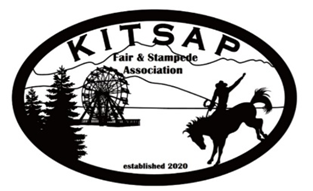 KITSAP
Fair & Stampede
Association
established 2020